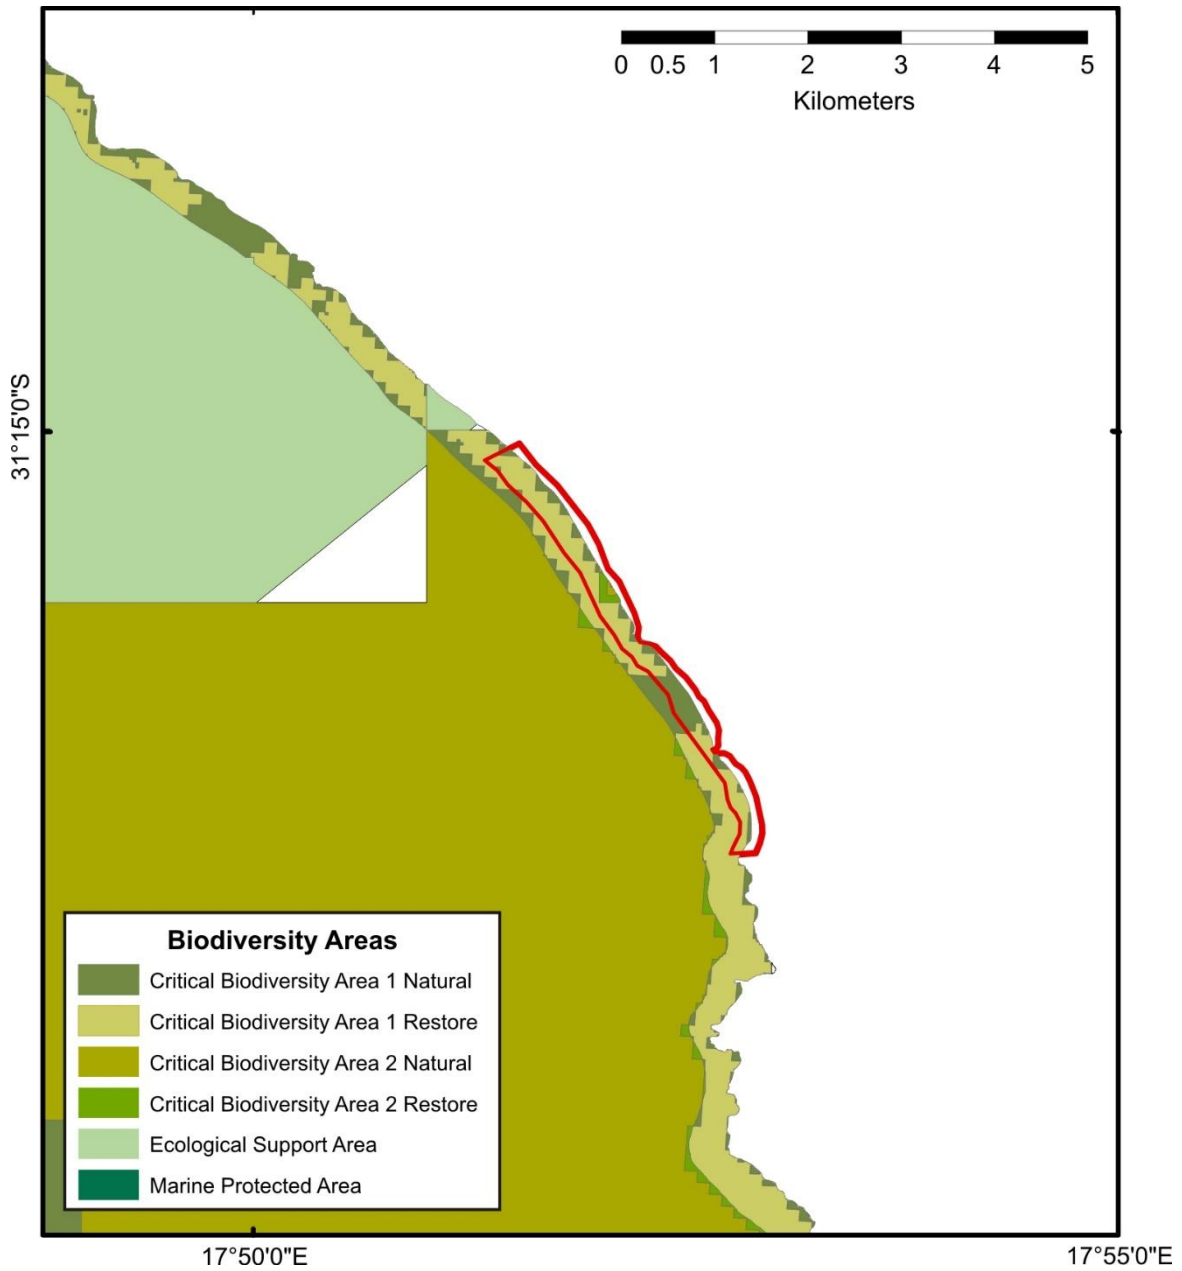 0 0.5 1 2 3 4 5
Kilometers
31°15'0"S
Biodiversity Areas
Critical Biodiversity Area 1 Natural
Critical Biodiversity Area 1 Restore
Critical Biodiversity Area 2 Natural
Critical Biodiversity Area 2 Restore
Ecological Support Area
Marine Protected Area
17°50'0"E 17°55'0"E